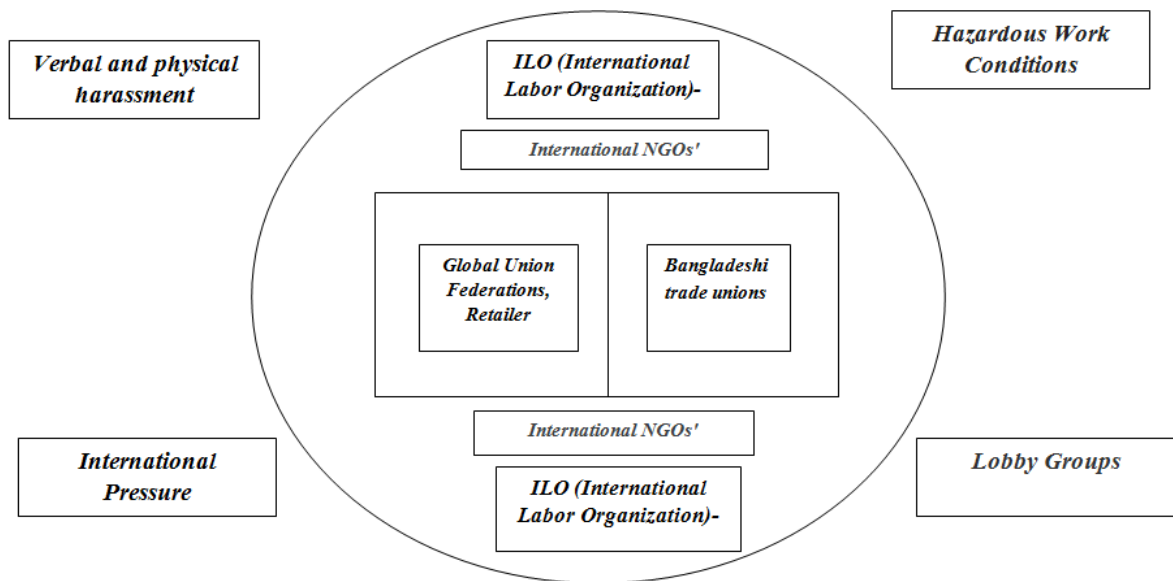 Verbal and physical
harassment
ILO (International
Labor Organization)-
Hazardous Work
Conditions
International NGOs'
Global Union
Federations,
Retailer
Bangladeshi
trade unions
International NGOs'
International
Pressure
ILO (International
Labor Organization)-
Lobby Groups